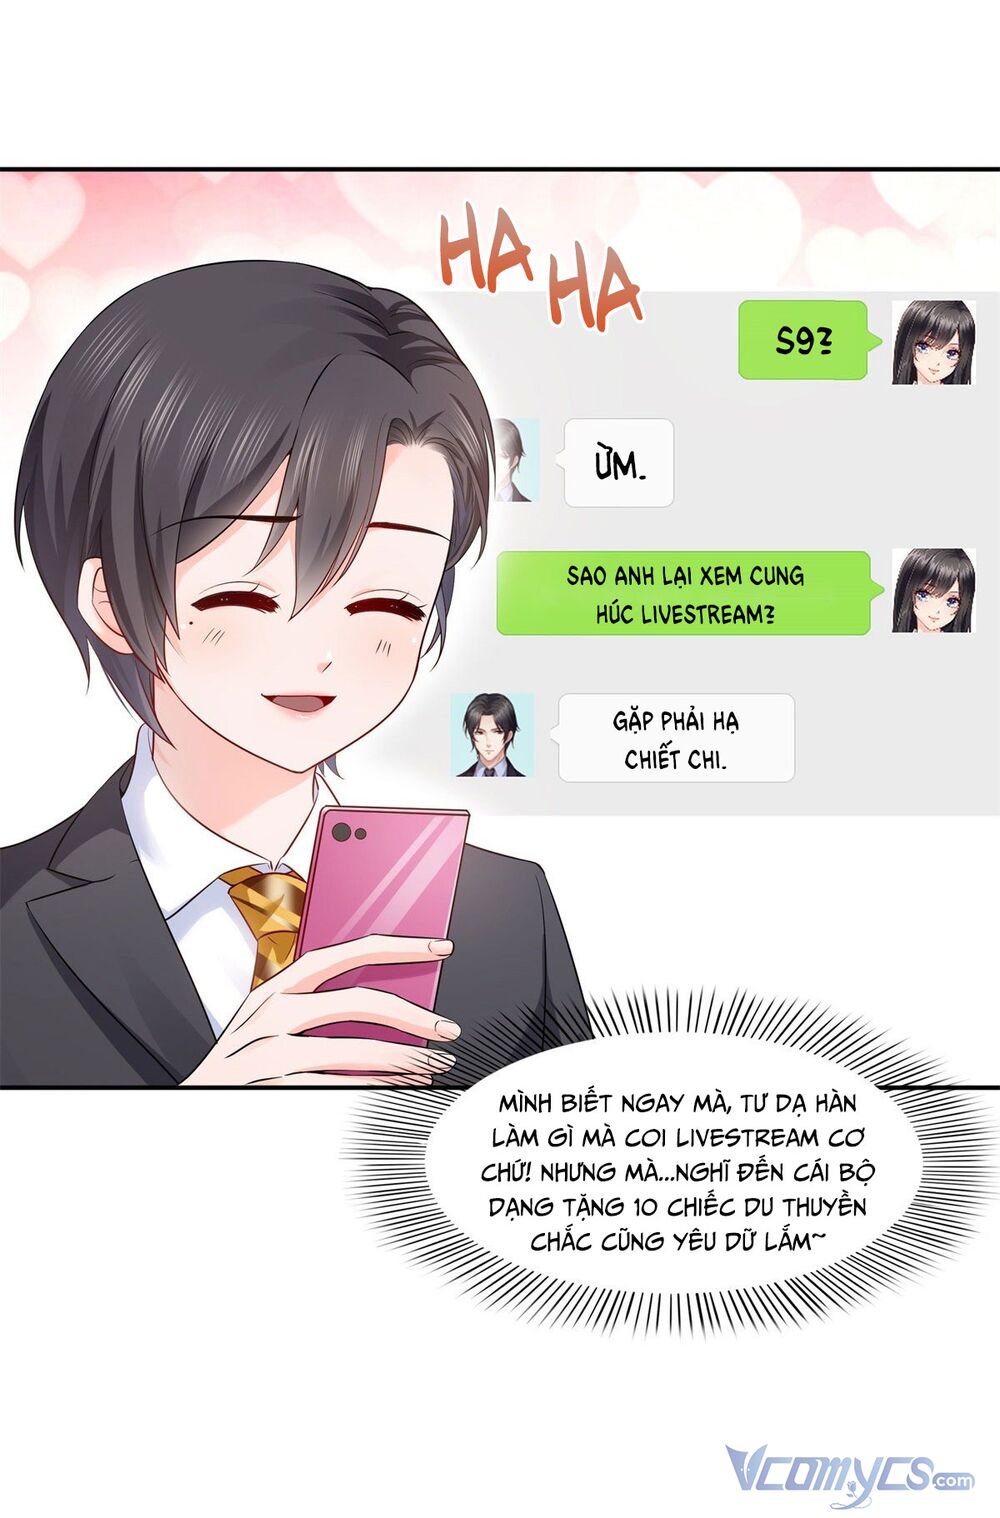 HA
HA
S9?
ỪM.
SAO ANH LẠI XEM CUNG
HÚC LIVESTREAM?
GẶP PHẢI HẠ
CHIẾT CHI.
MÌNH BIẾT NGAY MÀ, TƯ DẠ HÀN
LÀM GÌ MÀ COI LIVESTREAM CƠ
CHỨ! NHƯNG MÀ...NGHĨ ĐẾN CÁI BỘ
DẠNG TẶNG 10 CHIẾC DU THUYỀN
CHẮC CŨNG YÊU DỮ LẮM~
VCOMYCS.com